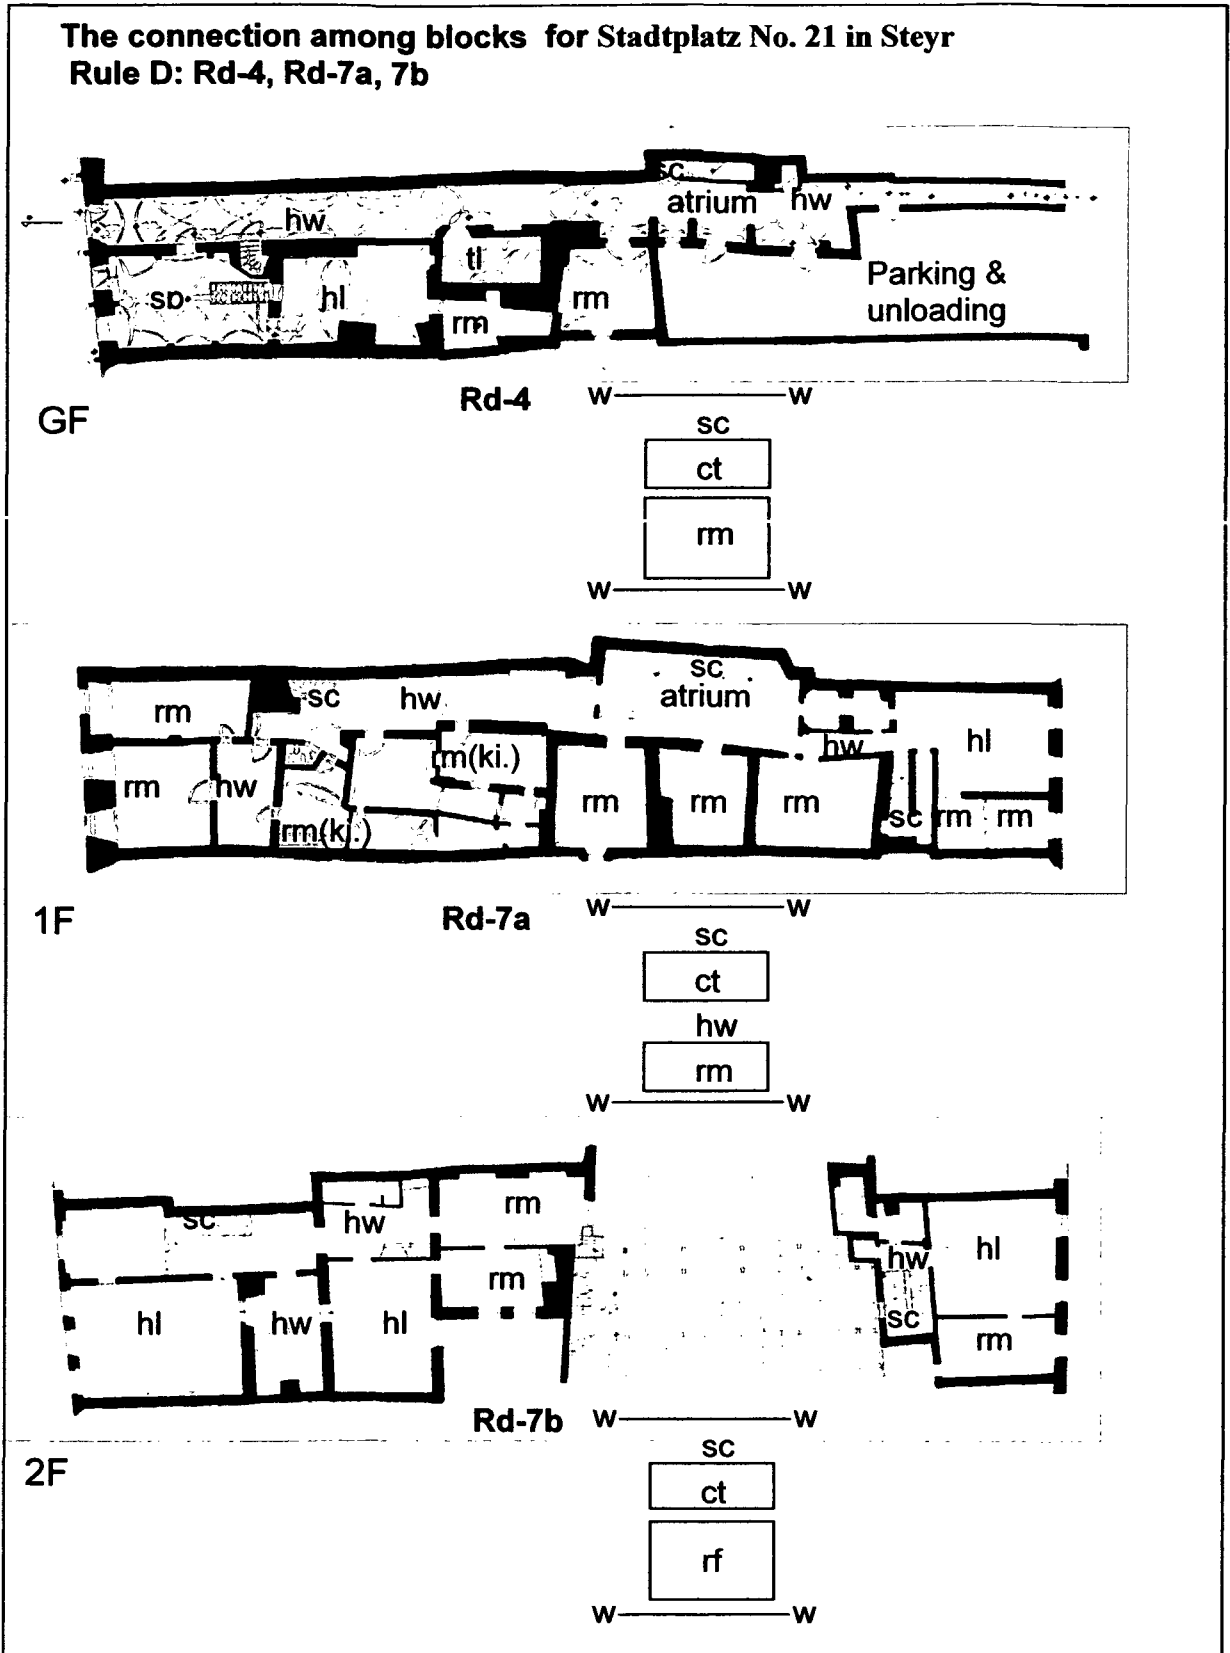 The connection among blocks for Stadtplatz No. 21 in Steyr
Rule D: Rd-4, Rd-7a, 7b
sc
atrium hw
hw
tl
Parking &
unloading
sb hl rm
rm
Rd-4 w w
GF
sc
ct
rm
w w
sc
sc hw atrium
rm
hw hl
rm(ki.)
rm hw rm rm rm
rm(ki.) sc rm rm
w w
1F Rd-7a
sc
ct
hw
rm
w w
rm
sc hw
hw hl
rm
hl hw hl sc
rm
Rd-7b w w
sc
2F
ct
rf
w w